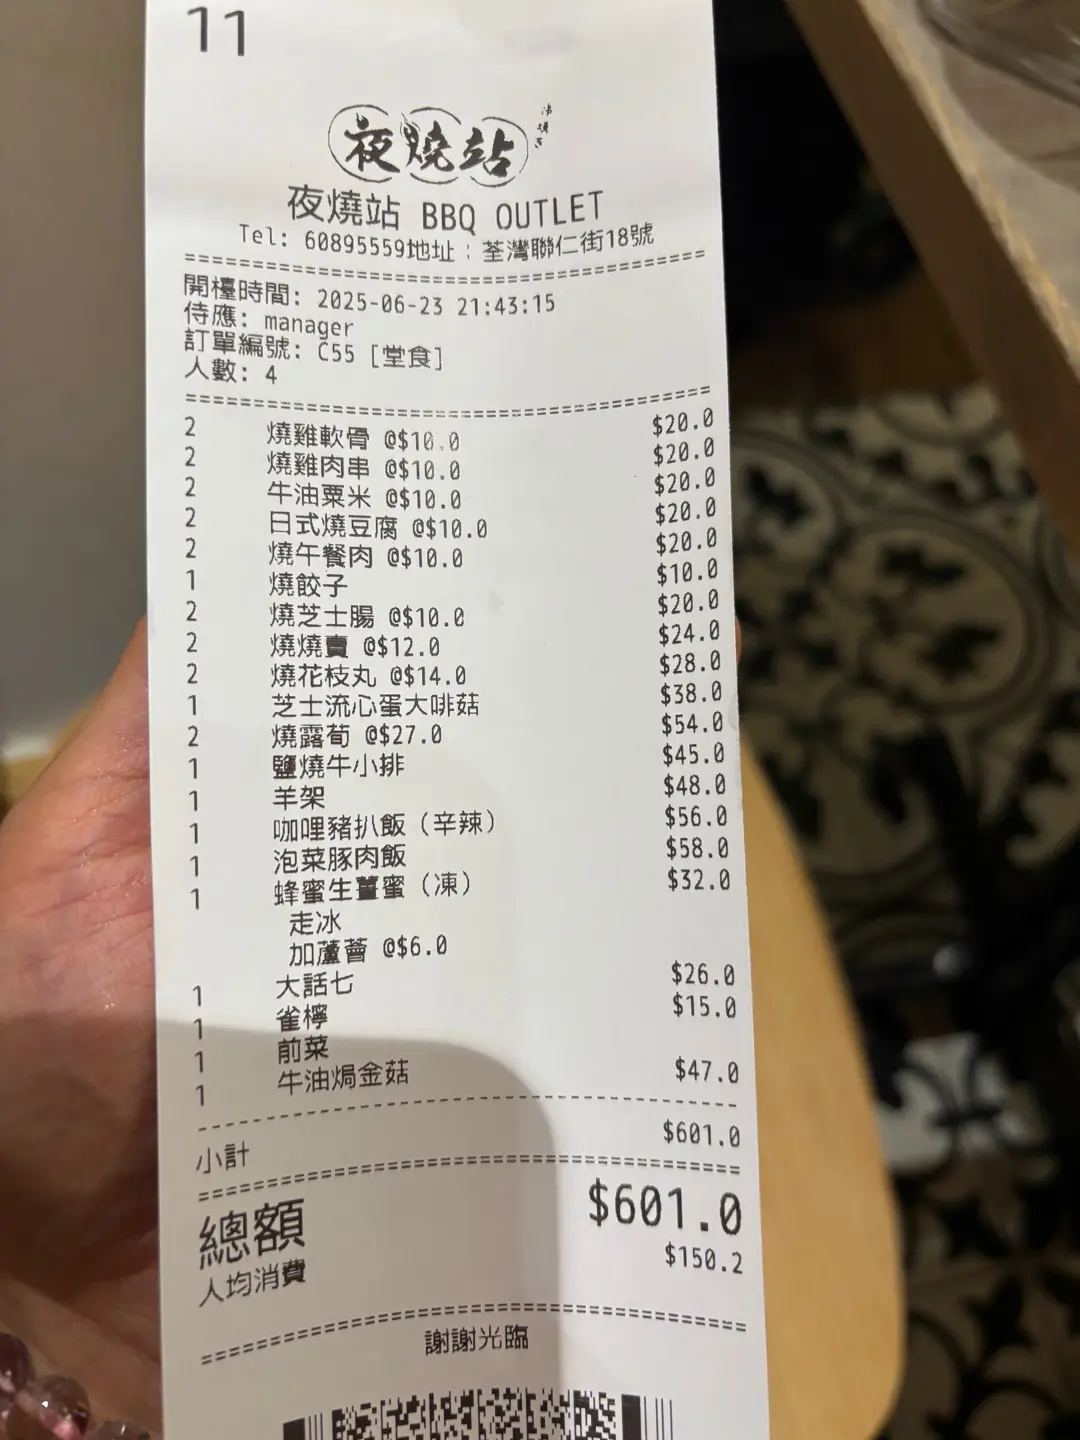 11
夜燒站
夜燒站 BBQ OUTLET
Tel: 60895559地址：荃灣聯仁街18號
開檯時間: 2025-06-23 21:43:15
侍應: manager
訂單編號: C55 [堂食]
人數: 4
2 燒雞軟骨 @$10.0 $20.0
2 燒雞肉串 @$10.0 $20.0
2 牛油粟米 @$10.0 $20.0
2 日式燒豆腐 @$10.0 $20.0
2 燒午餐肉 @$10.0 $20.0
1 燒餃子 $10.0
2 燒芝士腸 @$10.0 $20.0
2 燒燒賣 @$12.0 $24.0
2 燒花枝丸 @$14.0 $28.0
1 芝士流心蛋大啡菇 $38.0
2 燒露荀 @$27.0 $54.0
1 鹽燒牛小排 $45.0
1 羊架 $48.0
1 咖哩豬扒飯（辛辣） $56.0
1 泡菜豚肉飯 $58.0
1 蜂蜜生薑蜜（凍） $32.0
走冰
加蘆薈 @$6.0
1 大話七 $26.0
1 雀檸 $15.0
1 前菜
1 牛油焗金菇 $47.0
小計 $601.0
總額 $601.0
人均消費 $150.2
謝謝光臨